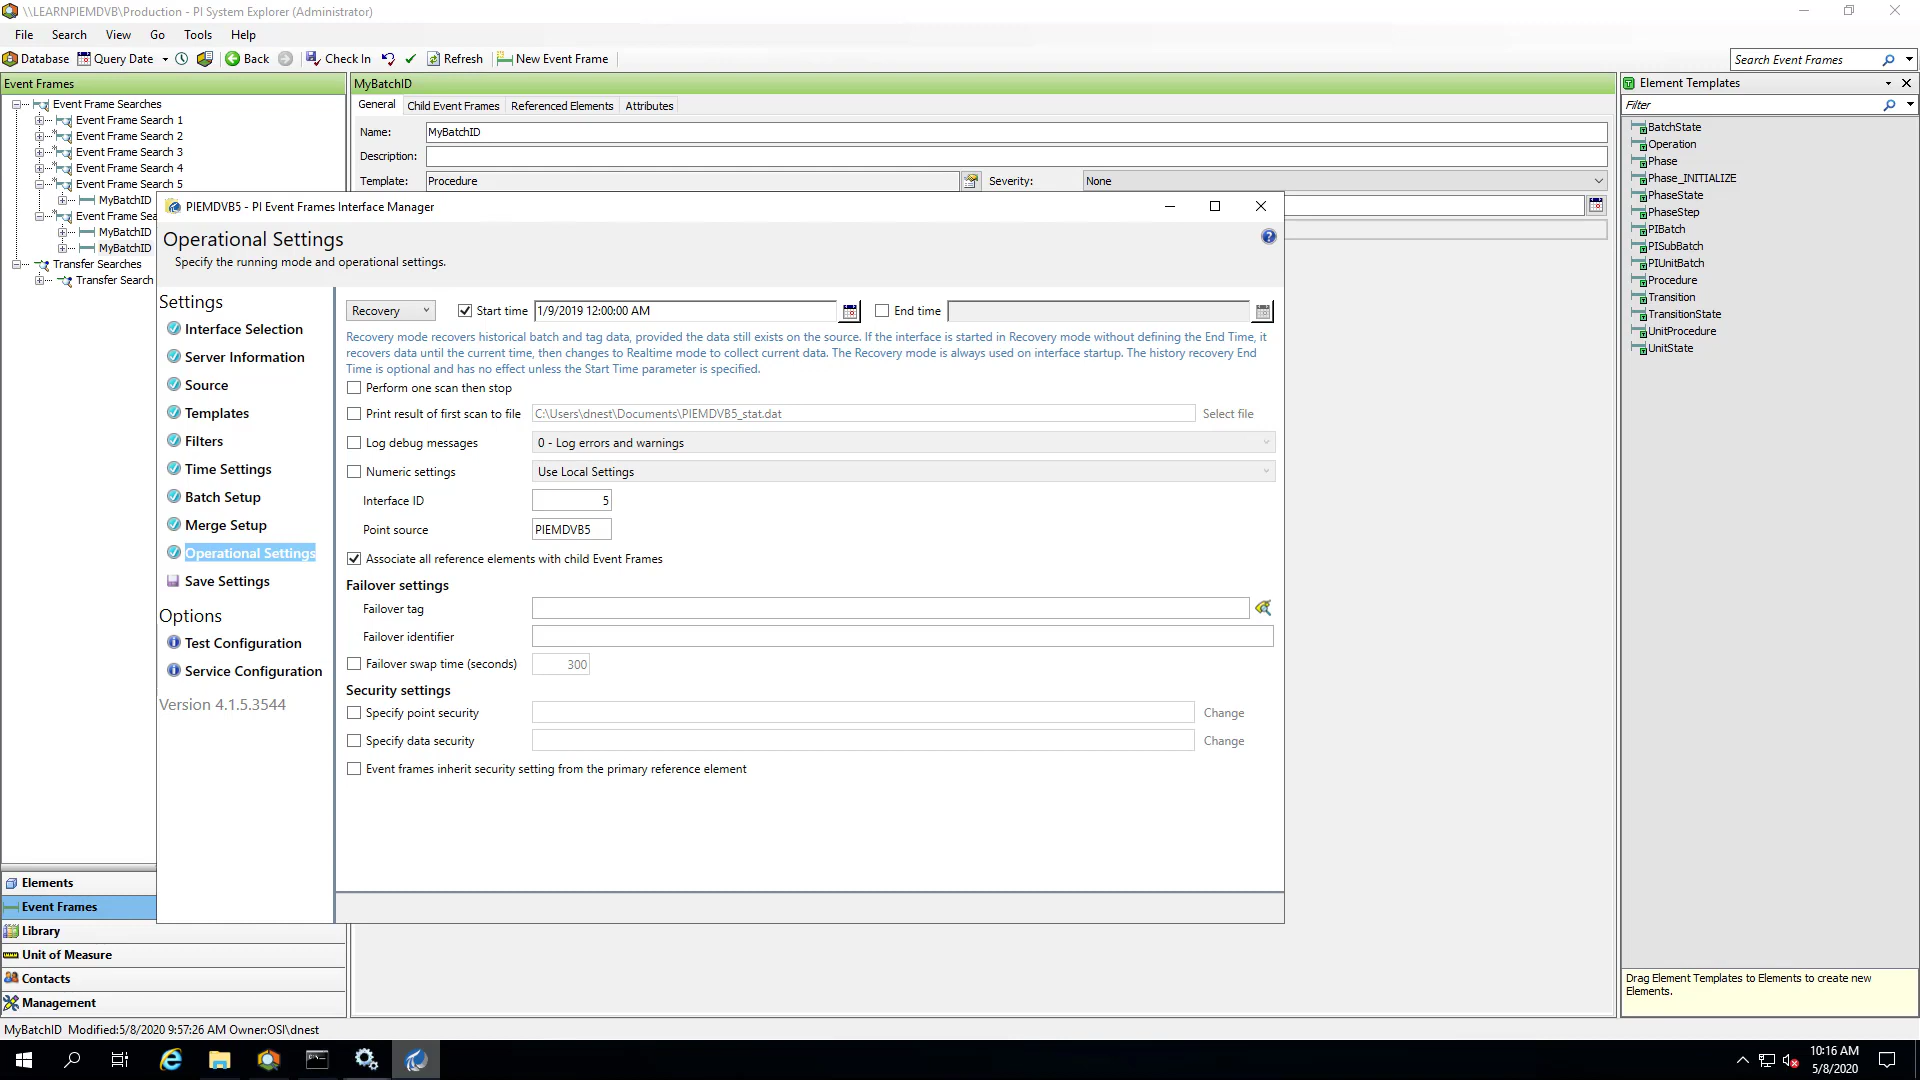 \\LEARNPIEMDVB\Production - PI System Explorer (Administrator)
File Search View Go Tools Help
Database Query Date Back Check In Refresh New Event Frame
Search Event Frames
Event Frames
Event Frame Searches
Event Frame Search 1
Event Frame Search 2
Event Frame Search 3
Event Frame Search 4
Event Frame Search 5
MyBatchID
Event Frame Sea
MyBatchID
MyBatchID
Transfer Searches
Transfer Search
Elements
Event Frames
Library
Unit of Measure
Contacts
Management
MyBatchID
General Child Event Frames Referenced Elements Attributes
Name: MyBatchID
Description:
Template: Procedure Severity: None
PIEMDVB5 - PI Event Frames Interface Manager
Operational Settings
Specify the running mode and operational settings.
Settings
Interface Selection
Server Information
Source
Templates
Filters
Time Settings
Batch Setup
Merge Setup
Operational Settings
Save Settings
Options
Test Configuration
Service Configuration
Version 4.1.5.3544
Recovery Start time 1/9/2019 12:00:00 AM End time
Recovery mode recovers historical batch and tag data, provided the data still exists on the source. If the interface is started in Recovery mode without defining the End Time, it
recovers data until the current time, then changes to Realtime mode to collect current data. The Recovery mode is always used on interface startup. The history recovery End
Time is optional and has no effect unless the Start Time parameter is specified.
Perform one scan then stop
Print result of first scan to file C:\Users\dnest\Documents\PIEMDVB5_stat.dat Select file
Log debug messages 0 - Log errors and warnings
Numeric settings Use Local Settings
Interface ID 5
Point source PIEMDVB5
Associate all reference elements with child Event Frames
Failover settings
Failover tag
Failover identifier
Failover swap time (seconds) 300
Security settings
Specify point security Change
Specify data security Change
Event frames inherit security setting from the primary reference element
Element Templates
Filter
BatchState
Operation
Phase
Phase_INITIALIZE
PhaseState
PhaseStep
PIBatch
PISubBatch
PIUnitBatch
Procedure
Transition
TransitionState
UnitProcedure
UnitState
Drag Element Templates to Elements to create new
Elements.
MyBatchID Modified:5/8/2020 9:57:26 AM Owner:OSI\dnest
10:16 AM
5/8/2020